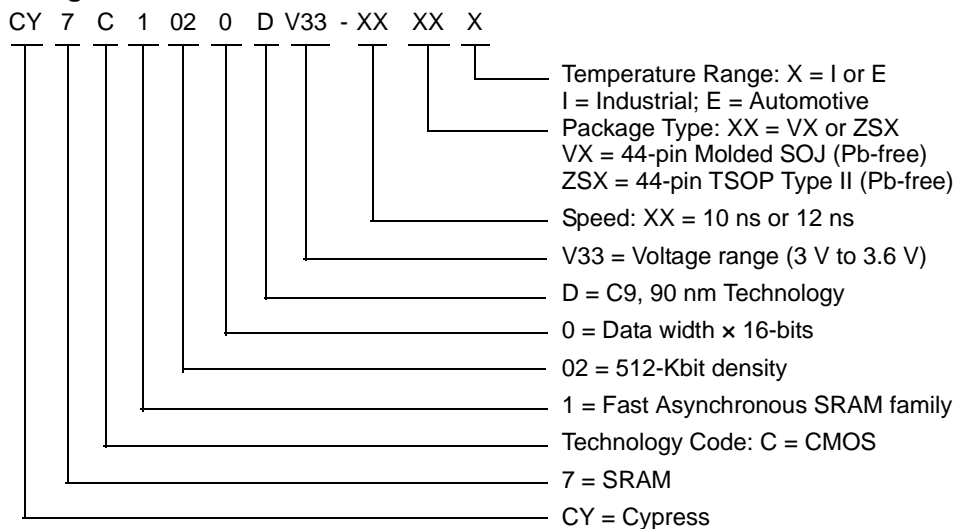 CY 7 C 1 02 0 D V33 - XX XX X
Temperature Range: X = I or E
I = Industrial; E = Automotive
Package Type: XX = VX or ZSX
VX = 44-pin Molded SOJ (Pb-free)
ZSX = 44-pin TSOP Type II (Pb-free)
Speed: XX = 10 ns or 12 ns
V33 = Voltage range (3 V to 3.6 V)
D = C9, 90 nm Technology
0 = Data width × 16-bits
02 = 512-Kbit density
1 = Fast Asynchronous SRAM family
Technology Code: C = CMOS
7 = SRAM
CY = Cypress